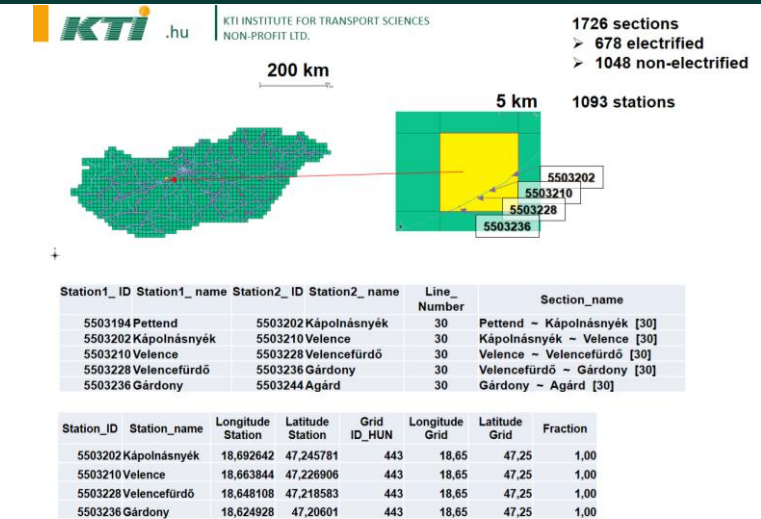 KTI .hu
KTI INSTITUTE FOR TRANSPORT SCIENCES
NON-PROFIT LTD.
1726 sections
➢ 678 electrified
➢ 1048 non-electrified
1093 stations
200 km
5 km
5503202
5503210
5503228
5503236
Station1_ ID Station1_ name Station2_ ID Station2_ name Line_ Number Section_name
5503194 Pettend 5503202 Kápolnásnyék 30 Pettend ~ Kápolnásnyék [30]
5503202 Kápolnásnyék 5503210 Velence 30 Kápolnásnyék ~ Velence [30]
5503210 Velence 5503228 Velencefürdő 30 Velence ~ Velencefürdő [30]
5503228 Velencefürdő 5503236 Gárdony 30 Velencefürdő ~ Gárdony [30]
5503236 Gárdony 5503244 Agárd 30 Gárdony ~ Agárd [30]
Station_ID Station_name Longitude Station Latitude Station Grid ID_HUN Longitude Grid Latitude Grid Fraction
5503202 Kápolnásnyék 18,692642 47,245781 443 18,65 47,25 1,00
5503210 Velence 18,663844 47,226906 443 18,65 47,25 1,00
5503228 Velencefürdő 18,648108 47,218583 443 18,65 47,25 1,00
5503236 Gárdony 18,624928 47,20601 443 18,65 47,25 1,00